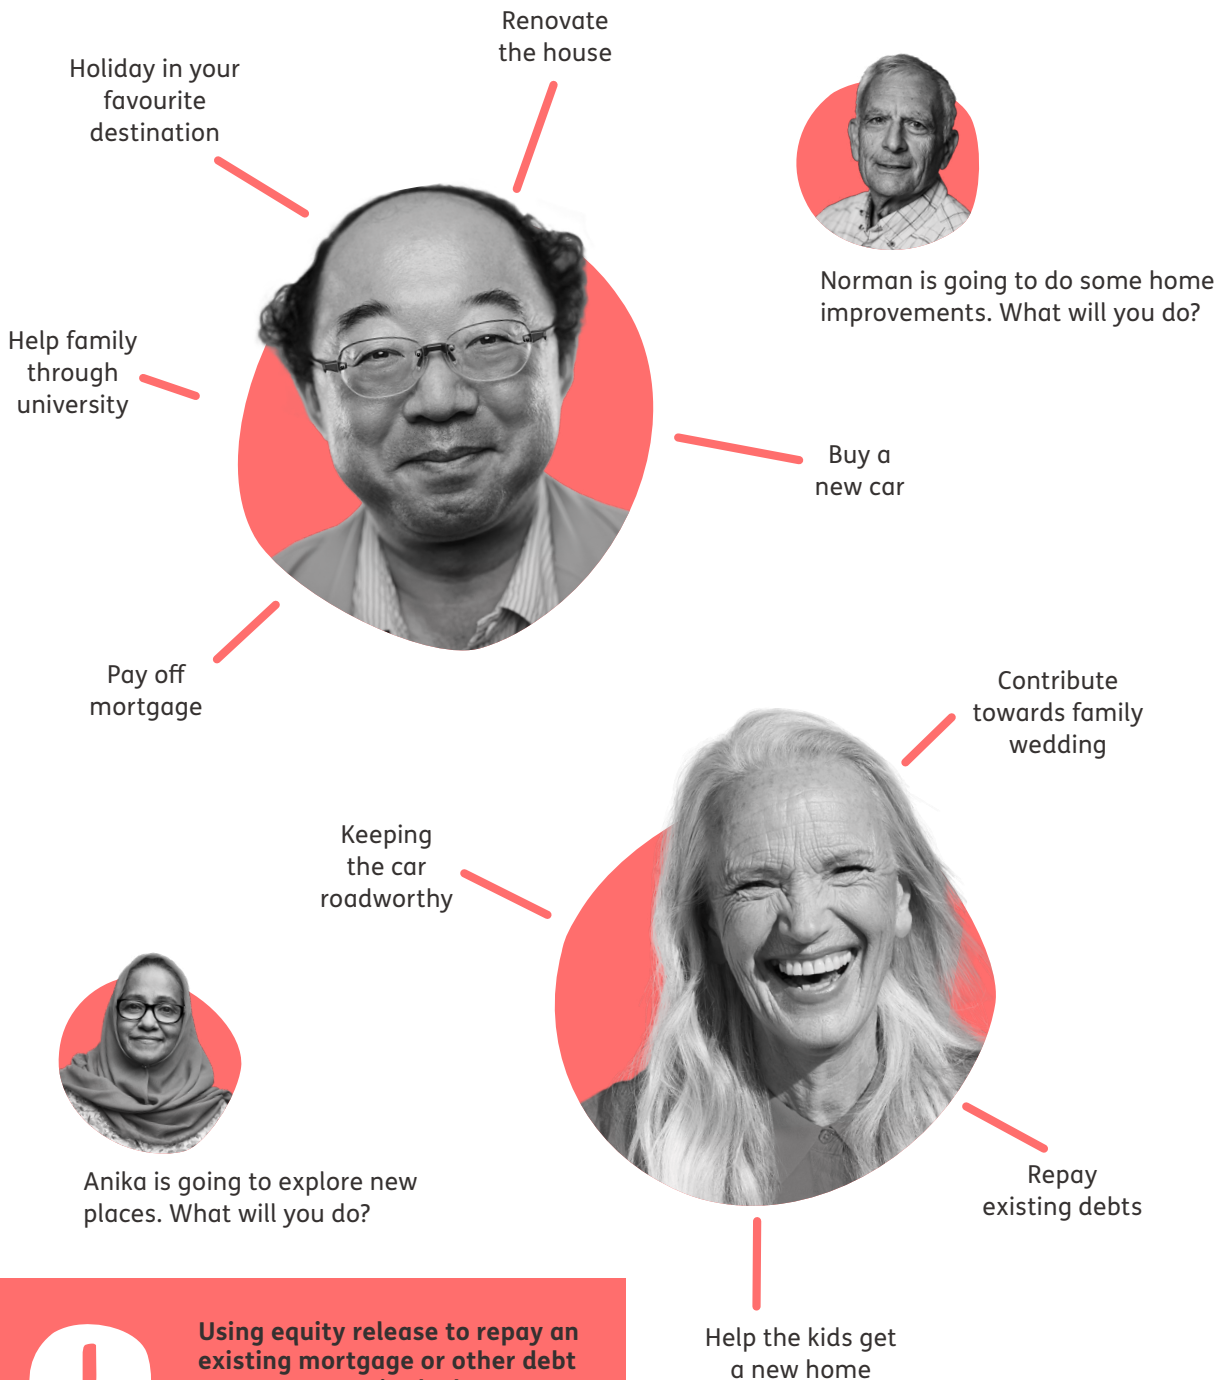 Renovate
the house
Holiday in your
favourite
destination
Norman is going to do some home
improvements. What will you do?
Help family
through
university
Buy a
new car
Pay off
mortgage
Contribute
towards family
wedding
Keeping
the car
roadworthy
Anika is going to explore new
places. What will you do?
Repay
existing debts
Help the kids get
a new home
Using equity release to repay an
existing mortgage or other debt